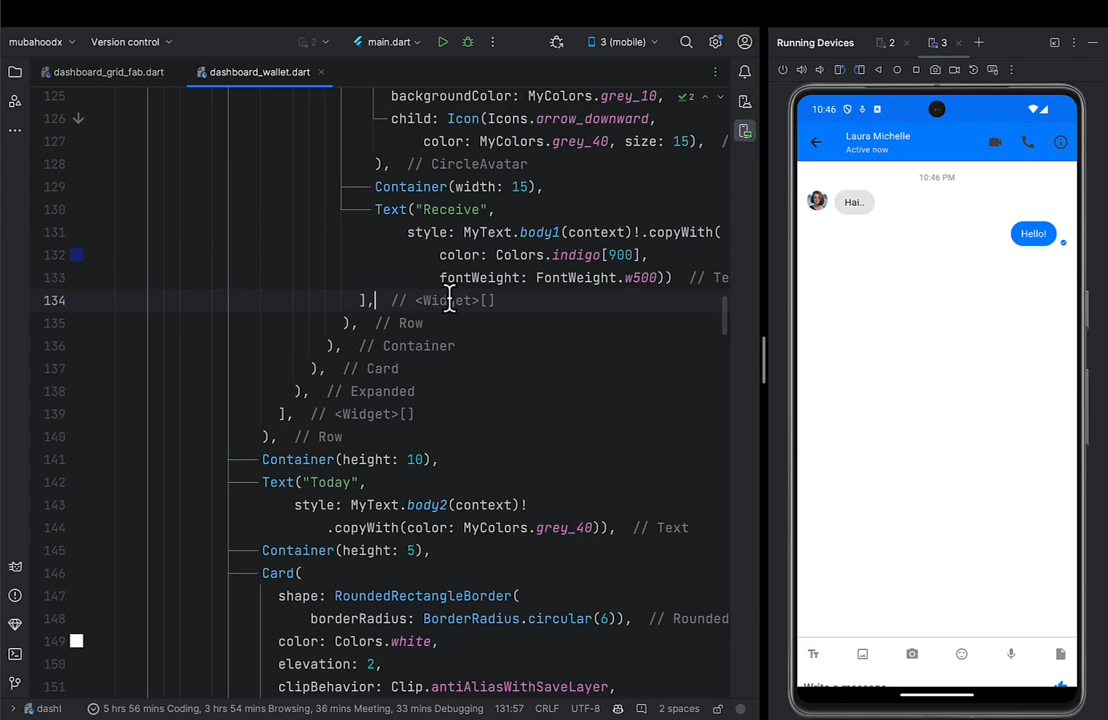 mubahoodx
Version control
2
main.dart
3 (mobile)
Running Devices
2
3
dashboard_grid_fab.dart
dashboard_wallet.dart
125 backgroundColor: MyColors.grey_10,
2
126 child: Icon(Icons.arrow_downward,
127 color: MyColors.grey_40, size: 15), /
128 ), // CircleAvatar
129 Container(width: 15),
130 Text("Receive",
131 style: MyText.body1(context)!.copyWith(
132 color: Colors.indigo[900],
133 fontWeight: FontWeight.w500)) // Te
134 ], // <Widget>[]
135 ), // Row
136 ), // Container
137 ), // Card
138 ), // Expanded
139 ], // <Widget>[]
140 ), // Row
141 Container(height: 10),
142 Text("Today",
143 style: MyText.body2(context)!
144 .copyWith(color: MyColors.grey_40)), // Text
145 Container(height: 5),
146 Card(
147 shape: RoundedRectangleBorder(
148 borderRadius: BorderRadius.circular(6)), // Rounded
149 color: Colors.white,
150 elevation: 2,
151 clipBehavior: Clip.antiAliasWithSaveLayer,
dashl
5 hrs 56 mins Coding, 3 hrs 54 mins Browsing, 36 mins Meeting, 33 mins Debugging
131:57
CRLF
UTF-8
2 spaces
10:46
Laura Michelle
Active now
10:46 PM
Hai..
Hello!
Tт
Write a message